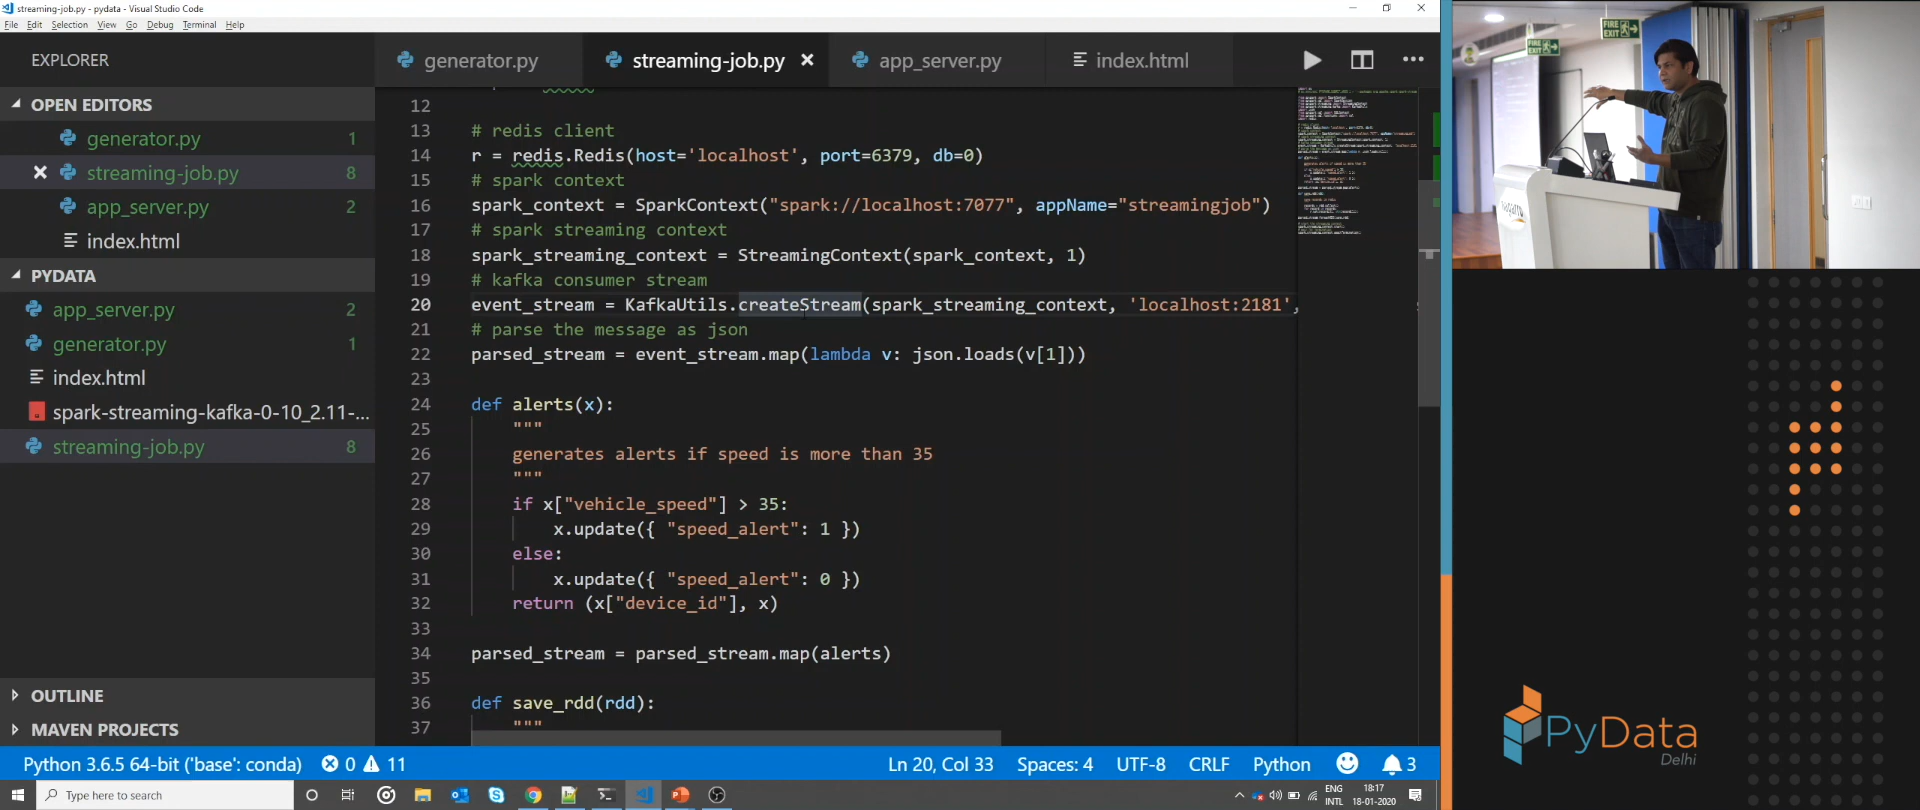 streaming-job.py - pydata - Visual Studio Code
File Edit Selection View Go Debug Terminal Help
EXPLORER
OPEN EDITORS
generator.py 1
streaming-job.py 8
app_server.py 2
index.html
PYDATA
app_server.py 2
generator.py 1
index.html
spark-streaming-kafka-0-10_2.11-...
streaming-job.py 8
OUTLINE
MAVEN PROJECTS
generator.py streaming-job.py app_server.py index.html
12
13 # redis client
14 r = redis.Redis(host='localhost', port=6379, db=0)
15 # spark context
16 spark_context = SparkContext("spark://localhost:7077", appName="streamingjob")
17 # spark streaming context
18 spark_streaming_context = StreamingContext(spark_context, 1)
19 # kafka consumer stream
20 event_stream = KafkaUtils.createStream(spark_streaming_context, 'localhost:2181',
21 # parse the message as json
22 parsed_stream = event_stream.map(lambda v: json.loads(v[1]))
23
24 def alerts(x):
25 """
26 generates alerts if speed is more than 35
27 """
28 if x["vehicle_speed"] > 35:
29 x.update({ "speed_alert": 1 })
30 else:
31 x.update({ "speed_alert": 0 })
32 return (x["device_id"], x)
33
34 parsed_stream = parsed_stream.map(alerts)
35
36 def save_rdd(rdd):
37 """
Python 3.6.5 64-bit ('base': conda) 0 11 Ln 20, Col 33 Spaces: 4 UTF-8 CRLF Python 3
Type here to search
ENG
INTL
18:17
18-01-2020
FIRE EXIT
FIRE EXIT
nagarro
PyData
Delhi